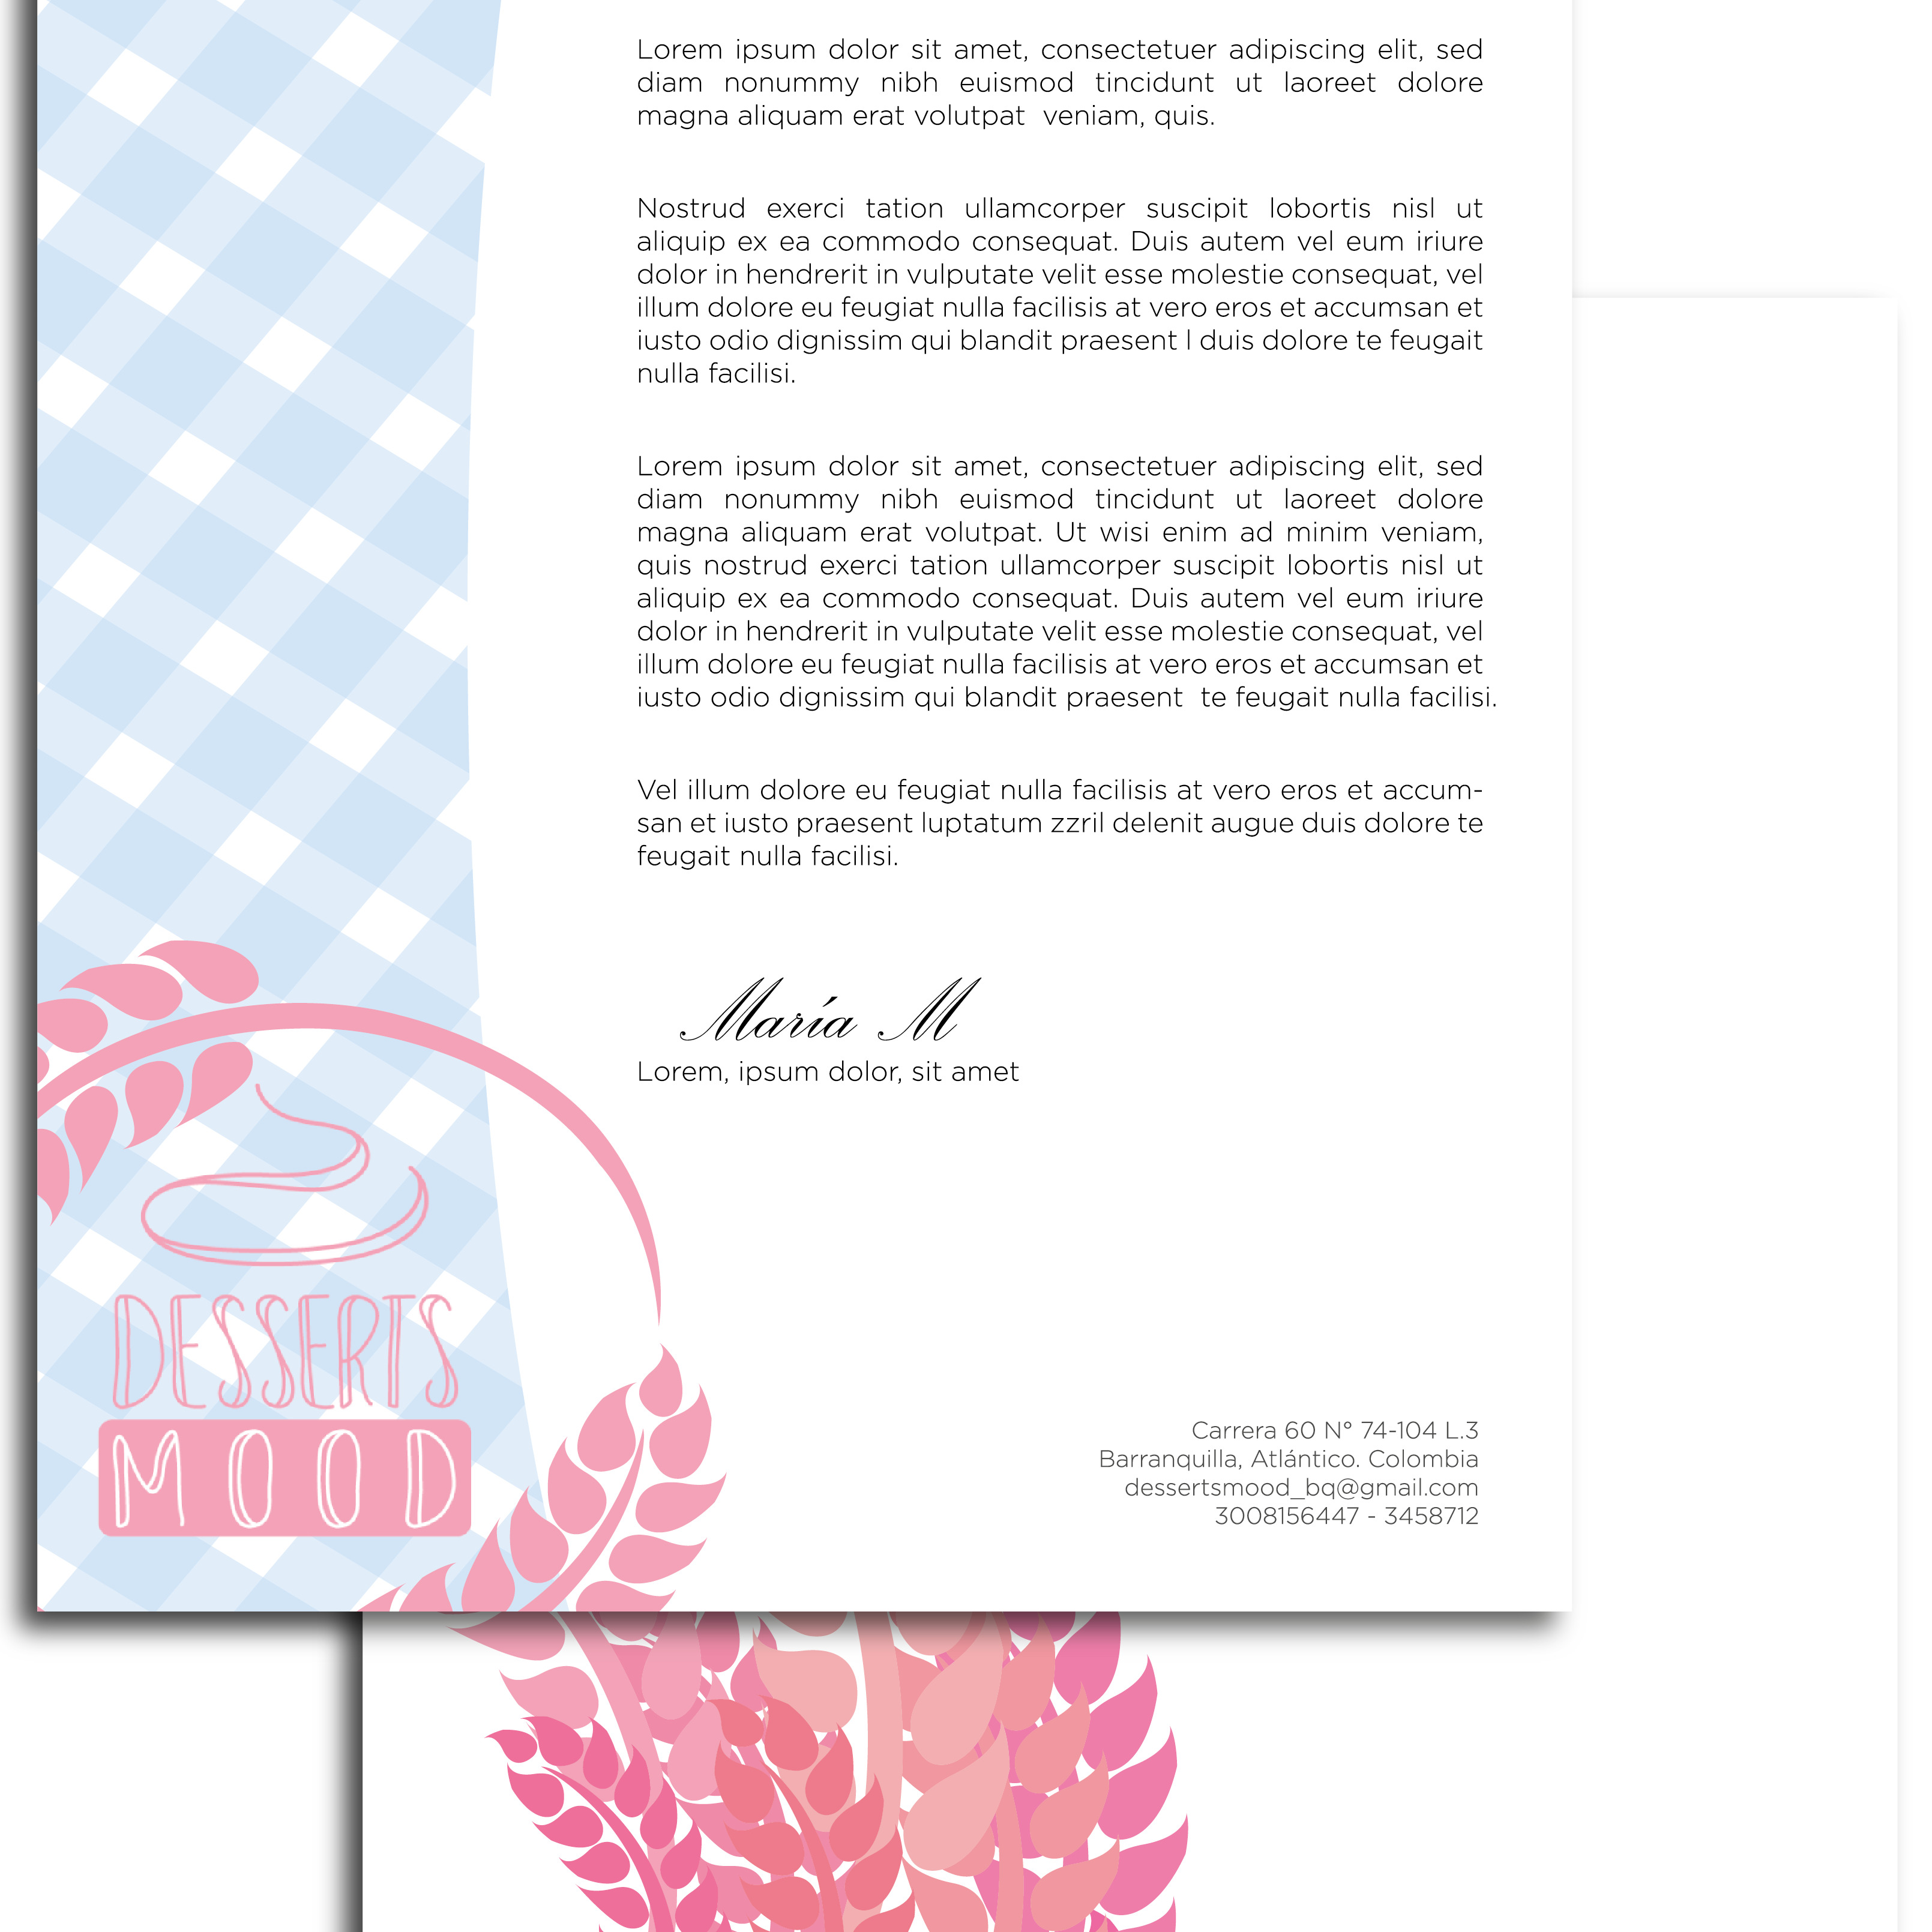 Lorem ipsum dolor sit amet, consectetuer adipiscing elit, sed
diam nonummy nibh euismod tincidunt ut laoreet dolore
magna aliquam erat volutpat veniam, quis.
Nostrud exerci tation ullamcorper suscipit lobortis nisl ut
aliquip ex ea commodo consequat. Duis autem vel eum iriure
dolor in hendrerit in vulputate velit esse molestie consequat, vel
illum dolore eu feugiat nulla facilisis at vero eros et accumsan et
iusto odio dignissim qui blandit praesent l duis dolore te feugait
nulla facilisi.
Lorem ipsum dolor sit amet, consectetuer adipiscing elit, sed
diam nonummy nibh euismod tincidunt ut laoreet dolore
magna aliquam erat volutpat. Ut wisi enim ad minim veniam,
quis nostrud exerci tation ullamcorper suscipit lobortis nisl ut
aliquip ex ea commodo consequat. Duis autem vel eum iriure
dolor in hendrerit in vulputate velit esse molestie consequat, vel
illum dolore eu feugiat nulla facilisis at vero eros et accumsan et
iusto odio dignissim qui blandit praesent te feugait nulla facilisi.
Vel illum dolore eu feugiat nulla facilisis at vero eros et accum-
san et iusto praesent luptatum zzril delenit augue duis dolore te
feugait nulla facilisi.
María M
Lorem, ipsum dolor, sit amet
DESSERTS
MOOD
Carrera 60 N° 74-104 L.3
Barranquilla, Atlántico. Colombia
dessertsmood_bq@gmail.com
3008156447 - 3458712